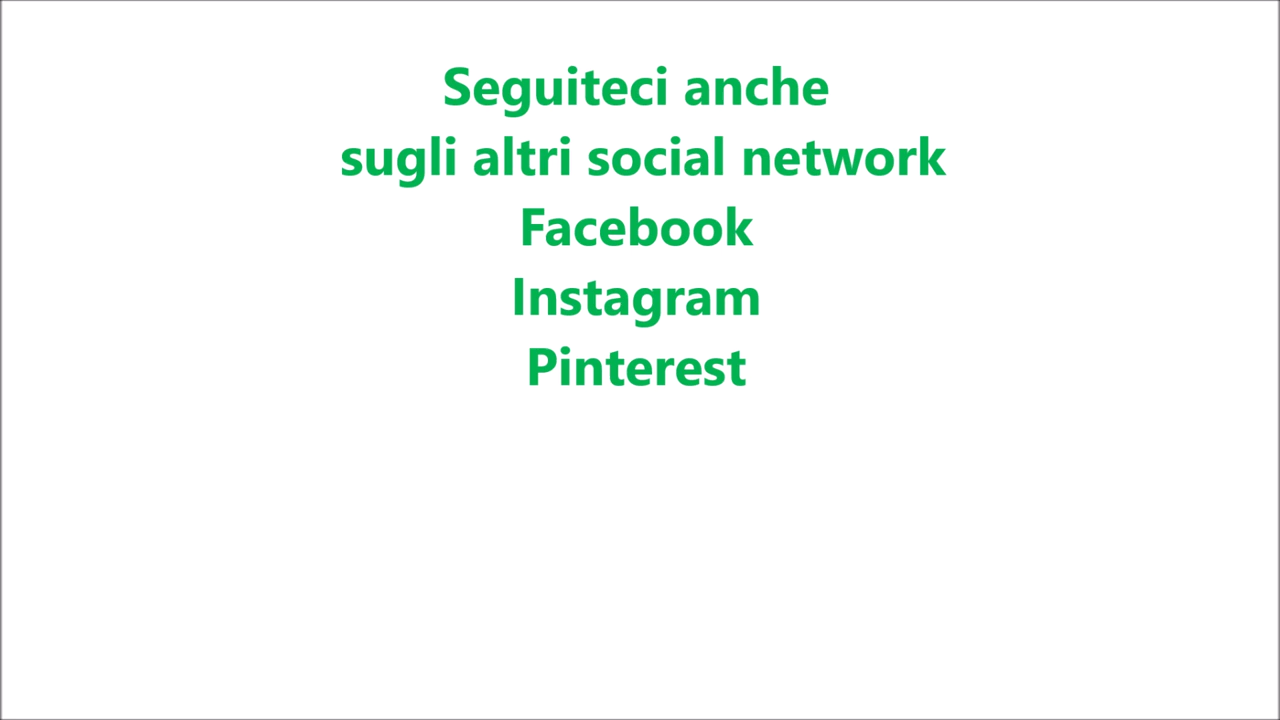 Seguiteci anche
sugli altri social network
Facebook
Instagram
Pinterest